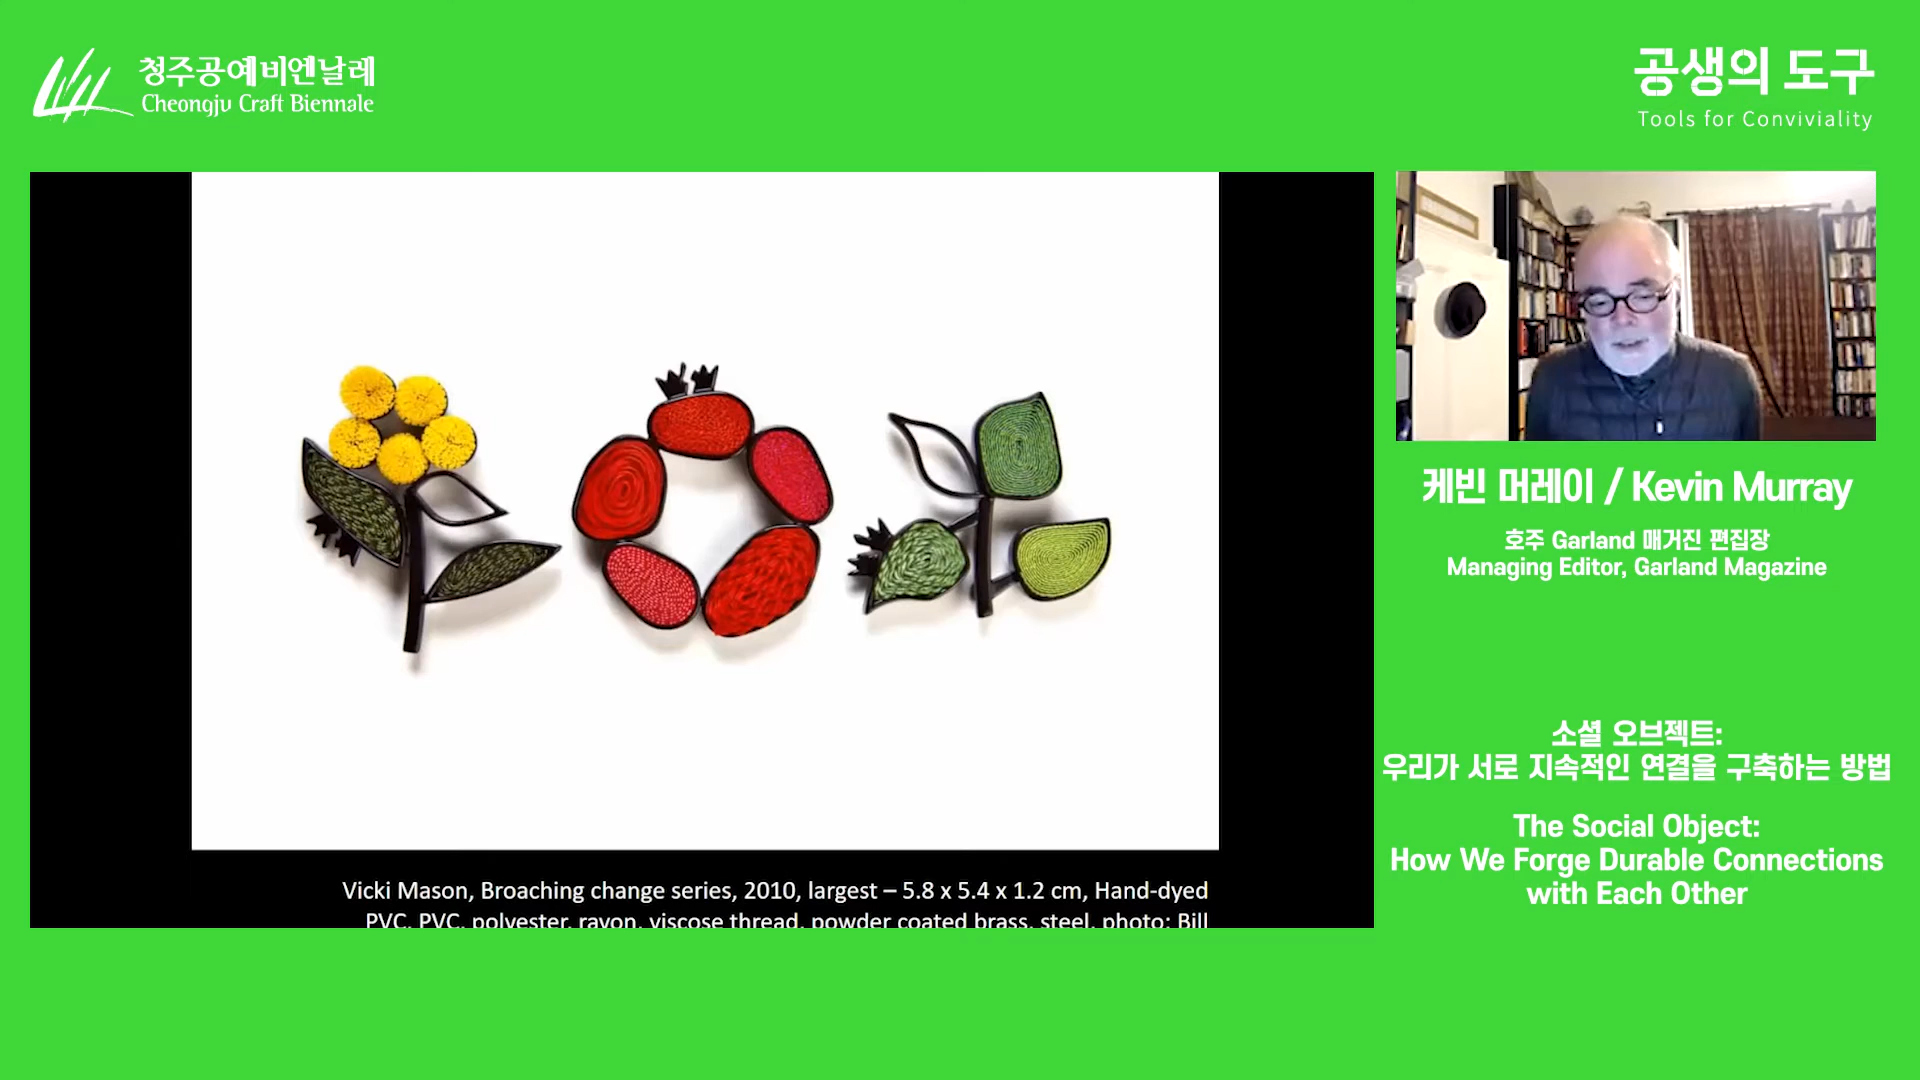 청주공예비엔날레
Cheongju Craft Biennale
공생의 도구
Tools for Conviviality
Vicki Mason, Broaching change series, 2010, largest – 5.8 x 5.4 x 1.2 cm, Hand-dyed
PVC, PVC, polyester, rayon, viscose thread, powder coated brass, steel, photo: Bill
케빈 머레이 / Kevin Murray
호주 Garland 매거진 편집장
Managing Editor, Garland Magazine
소셜 오브젝트:
우리가 서로 지속적인 연결을 구축하는 방법
The Social Object:
How We Forge Durable Connections
with Each Other